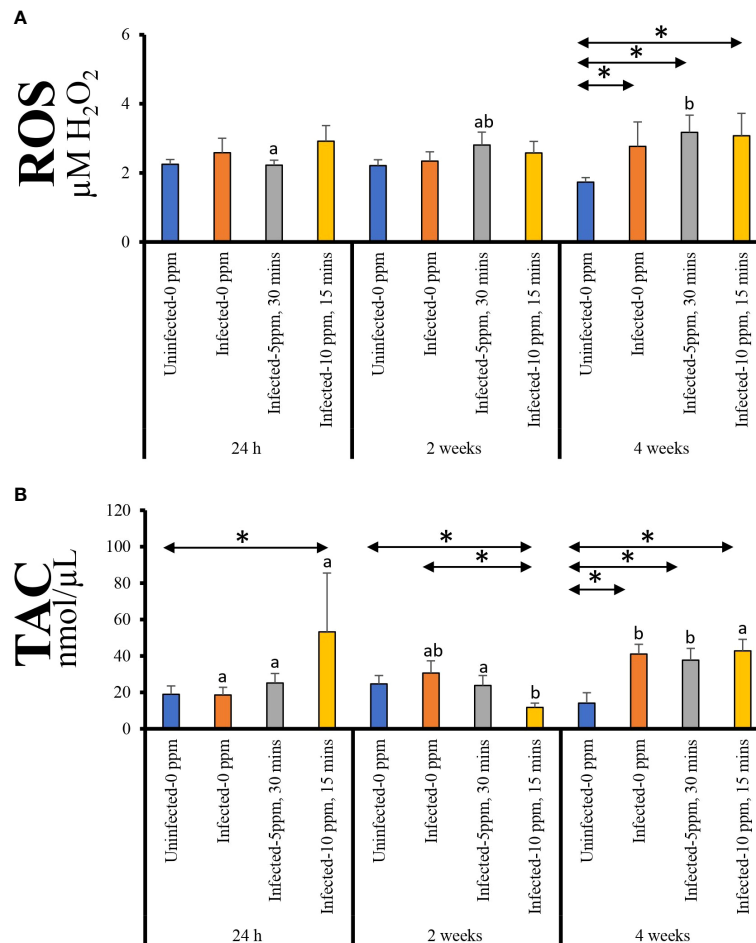 A
ROS
µM H₂O₂
6
4
2
0
*
*
*
a
ab
b
Uninfected-0 ppm
Infected-0 ppm
Infected-5ppm, 30 mins
Infected-10 ppm, 15 mins
Uninfected-0 ppm
Infected-0 ppm
Infected-5ppm, 30 mins
Infected-10 ppm, 15 mins
Uninfected-0 ppm
Infected-0 ppm
Infected-5ppm, 30 mins
Infected-10 ppm, 15 mins
24 h
2 weeks
4 weeks
B
TAC
nmol/µL
120
100
80
60
40
20
0
*
*
*
*
*
*
a
a
a
ab
a
b
b
b
a
Uninfected-0 ppm
Infected-0 ppm
Infected-5ppm, 30 mins
Infected-10 ppm, 15 mins
Uninfected-0 ppm
Infected-0 ppm
Infected-5ppm, 30 mins
Infected-10 ppm, 15 mins
Uninfected-0 ppm
Infected-0 ppm
Infected-5ppm, 30 mins
Infected-10 ppm, 15 mins
24 h
2 weeks
4 weeks